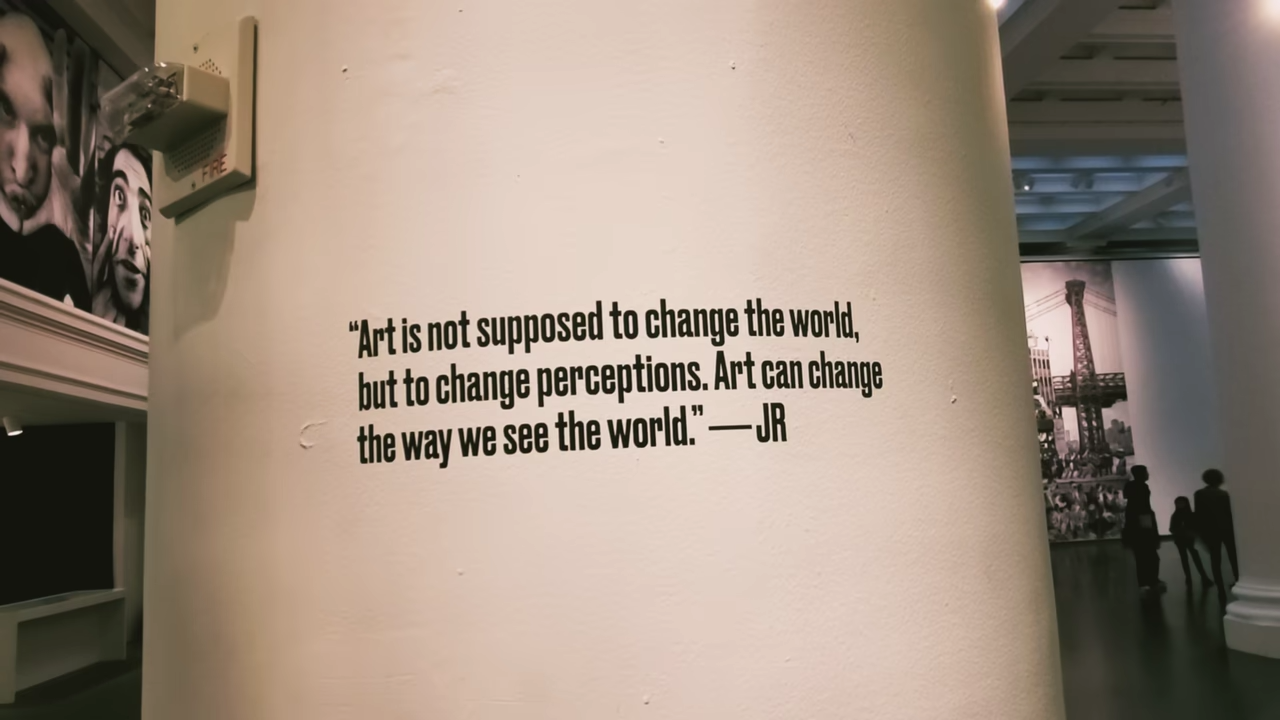 FIRE
“Art is not supposed to change the world,
but to change perceptions. Art can change
the way we see the world.” — JR